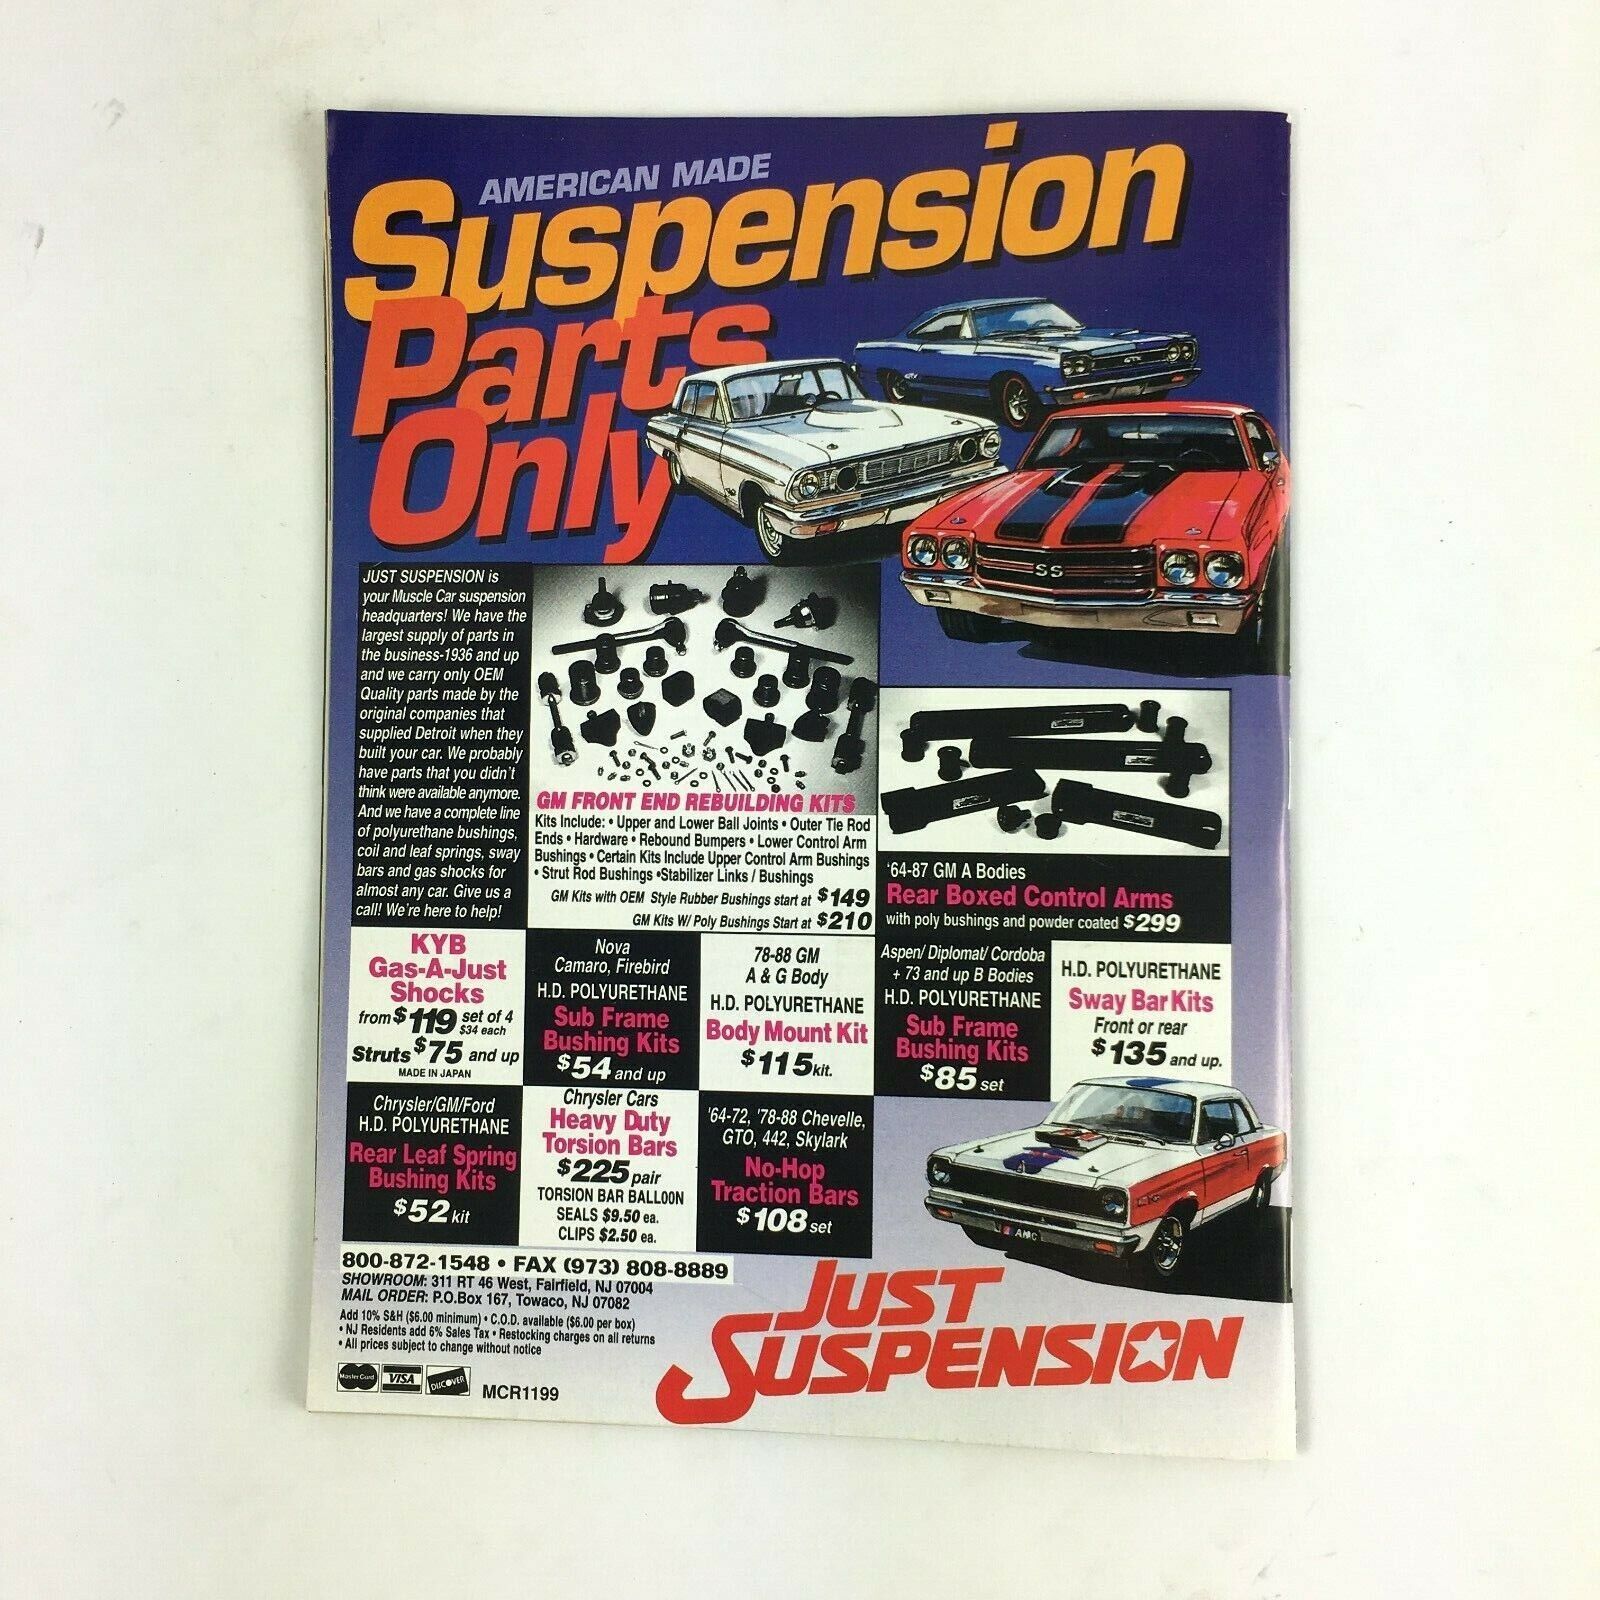 AMERICAN MADE
Suspension
Parts
Only
GTX
SS
JUST SUSPENSION is
your Muscle Car suspension
headquarters! We have the
largest supply of parts in
the business-1936 and up
and we carry only OEM
Quality parts made by the
original companies that
supplied Detroit when they
built your car. We probably
have parts that you didn't
think were available anymore.
And we have a complete line
of polyurethane bushings,
coil and leaf springs, sway
bars and gas shocks for
almost any car. Give us a
call! We're here to help!
GM FRONT END REBUILDING KITS
Kits Include: • Upper and Lower Ball Joints • Outer Tie Rod
Ends • Hardware • Rebound Bumpers • Lower Control Arm
Bushings • Certain Kits Include Upper Control Arm Bushings
• Strut Rod Bushings •Stabilizer Links / Bushings
GM Kits with OEM Style Rubber Bushings start at $149
GM Kits W/ Poly Bushings Start at $210
'64-87 GM A Bodies
Rear Boxed Control Arms
with poly bushings and powder coated $299
KYB
Gas-A-Just
Shocks
from $119 set of 4
$34 each
Struts $75 and up
MADE IN JAPAN
Nova
Camaro, Firebird
H.D. POLYURETHANE
Sub Frame
Bushing Kits
$54 and up
78-88 GM
A & G Body
H.D. POLYURETHANE
Body Mount Kit
$115 kit.
Aspen/ Diplomat/ Cordoba
+ 73 and up B Bodies
H.D. POLYURETHANE
Sub Frame
Bushing Kits
$85 set
H.D. POLYURETHANE
Sway Bar Kits
Front or rear
$135 and up.
Chrysler/GM/Ford
H.D. POLYURETHANE
Rear Leaf Spring
Bushing Kits
$52 kit
Chrysler Cars
Heavy Duty
Torsion Bars
$225 pair
TORSION BAR BALLOON
SEALS $9.50 ea.
CLIPS $2.50 ea.
'64-72, '78-88 Chevelle,
GTO, 442, Skylark
No-Hop
Traction Bars
$108 set
AMC
800-872-1548 • FAX (973) 808-8889
SHOWROOM: 311 RT 46 West, Fairfield, NJ 07004
MAIL ORDER: P.O.Box 167, Towaco, NJ 07082
Add 10% S&H ($6.00 minimum) • C.O.D. available ($6.00 per box)
• NJ Residents add 6% Sales Tax • Restocking charges on all returns
• All prices subject to change without notice
MasterCard VISA DISCOVER MCR1199
JUST
SUSPENSION